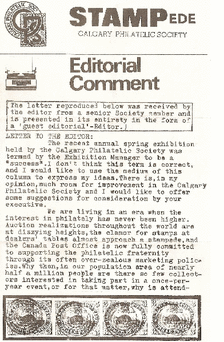 STAMPEDE
CALGARY PHILATELIC SOCIETY
Editorial
Comment
The letter reproduced below was received by
the editor from a senior Society member and
is presented in its entirety in the form of
a 'guest editorial'-Editor.)
LETTER TO THE EDITOR:
The recent annual spring exhibition
held by the Calgary Philatelic Society was
termed by the Exhibition Manager to be a
"success".I don't think this term is correct,
and I would like to use the medium of this
column to express my ideas.There is,in my
opinion,much room for improvement in the Calgary
Philatelic Society and I would like to offer
some suggestions for consideration by your
executive.
We are living in an era when the
interest in philately has never been higher.
Auction realizations throughout the world are
at dizzying heights,the clamor for stamps at
dealers' tables almost approach a stampede,and
the Canada Post Office is now fully committed
to supporting the philatelic fraternity
through its often over-zealous marketing polic-
ies.Why then,in our population area of nearly
half a million people are there so few collect-
ors interested in taking part in a once-per-
year event,or for that matter,why is attend-